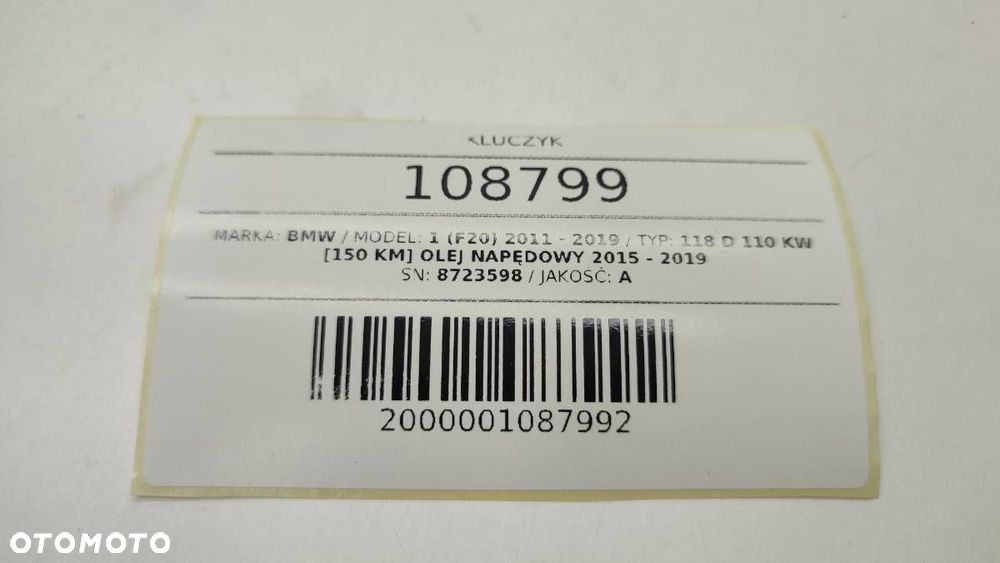 KLUCZYK
108799
MARKA: BMW / MODEL: 1 (F20) 2011 - 2019 / TYP: 118 D 110 KW
[150 KM] OLEJ NAPĘDOWY 2015 - 2019
SN: 8723598 / JAKOŚĆ: A
2000001087992
OTOMOTO